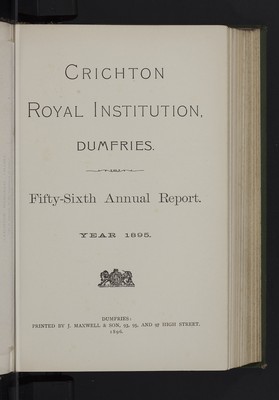 CRICHTON
ROYAL INSTITUTION,
DUMFRIES.
Fifty-Sixth Annual Report.
YEAR 1895.
DUMFRIES:
PRINTED BY J. MAXWELL & SON, 93, 95, AND 97 HIGH STREET.
1896.